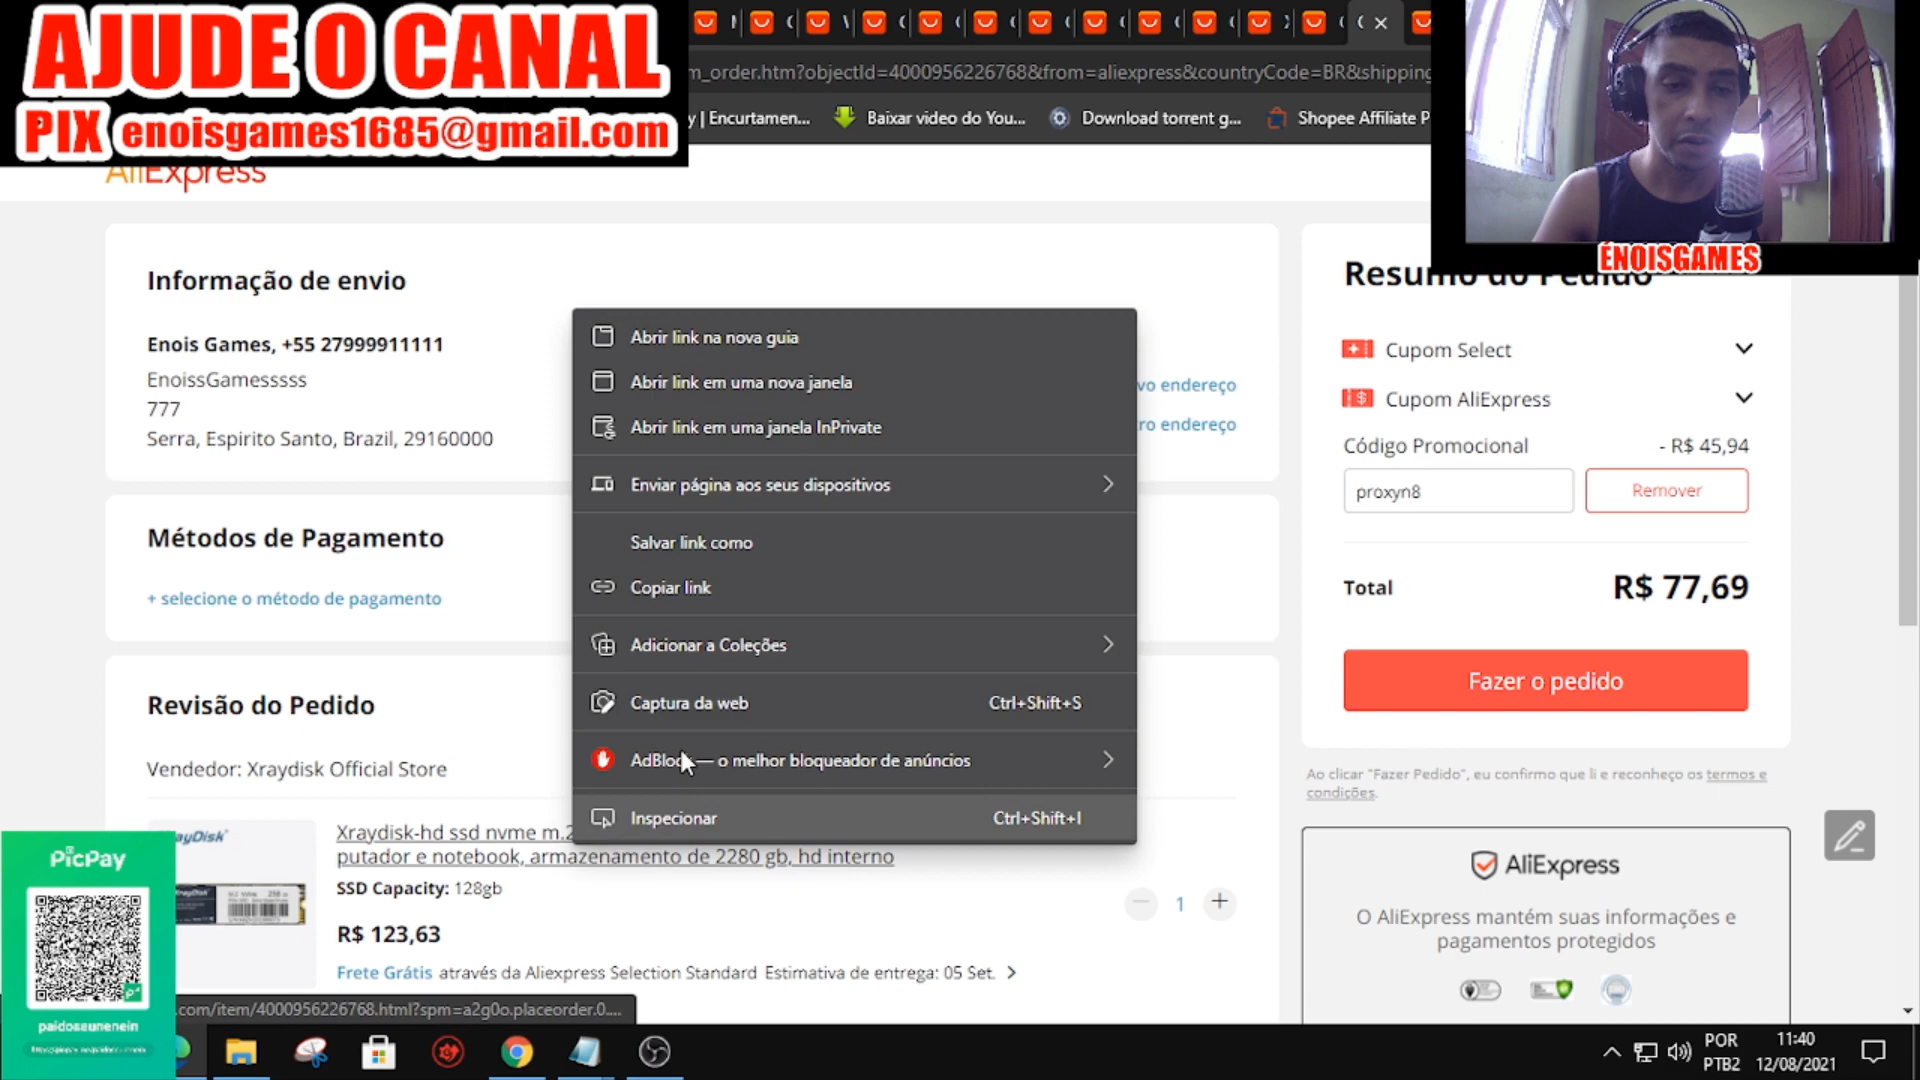 AJUDE O CANAL
PIX enoisgames1685@gmail.com
m_order.htm?objectId=4000956226768&from=aliexpress&countryCode=BR&shipping
y | Encurtamen...
Baixar video do You...
Download torrent g...
Shopee Affiliate P
ÉNOISGAMES
AliExpress
Informação de envio
Enois Games, +55 27999911111
EnoissGamesssss
777
Serra, Espirito Santo, Brazil, 29160000
vo endereço
ro endereço
Métodos de Pagamento
+ selecione o método de pagamento
Revisão do Pedido
Vendedor: Xraydisk Official Store
Xraydisk-hd ssd nvme m.2
putador e notebook, armazenamento de 2280 gb, hd interno
SSD Capacity: 128gb
R$ 123,63
1
Frete Grátis através da Aliexpress Selection Standard Estimativa de entrega: 05 Set.
Abrir link na nova guia
Abrir link em uma nova janela
Abrir link em uma janela InPrivate
Enviar página aos seus dispositivos
Salvar link como
Copiar link
Adicionar a Coleções
Captura da web Ctrl+Shift+S
AdBlock — o melhor bloqueador de anúncios
Inspecionar Ctrl+Shift+I
Resumo do Pedido
Cupom Select
Cupom AliExpress
Código Promocional - R$ 45,94
proxyn8 Remover
Total R$ 77,69
Fazer o pedido
Ao clicar "Fazer Pedido", eu confirmo que li e reconheço os termos e
condições.
AliExpress
O AliExpress mantém suas informações e
pagamentos protegidos
PicPay
paidoseunenein
.com/item/4000956226768.html?spm=a2g0o.placeorder.0....
POR
PTB2
11:40
12/08/2021